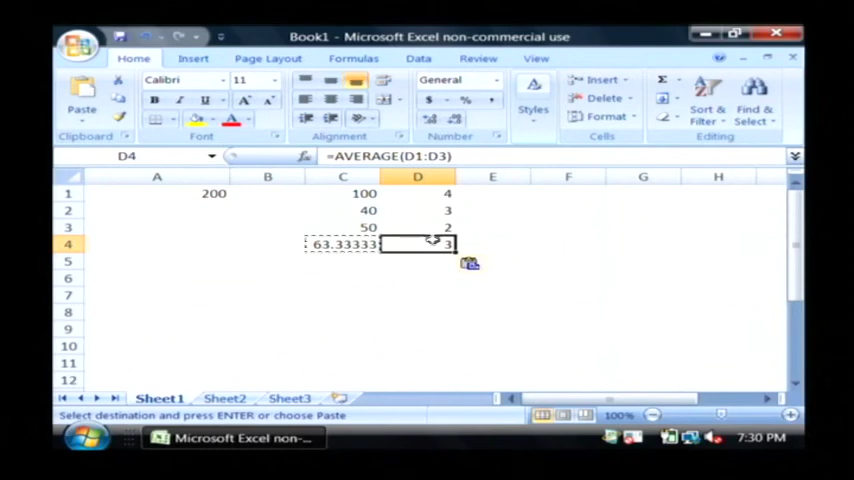 Book1 - Microsoft Excel non-commercial use
Home Insert Page Layout Formulas Data Review View
Calibri 11 General Insert
Paste B I U A A $ % , Styles Delete Sort & Find &
A Format Filter Select
Clipboard Font Alignment Number Cells Editing
D4 fx =AVERAGE(D1:D3)
A B C D E F G H
1 200 100 4
2 40 3
3 50 2
4 63.33333 3
5
6
7
8
9
10
11
12
Sheet1 Sheet2 Sheet3
Select destination and press ENTER or choose Paste 100%
Microsoft Excel non-... 7:30 PM